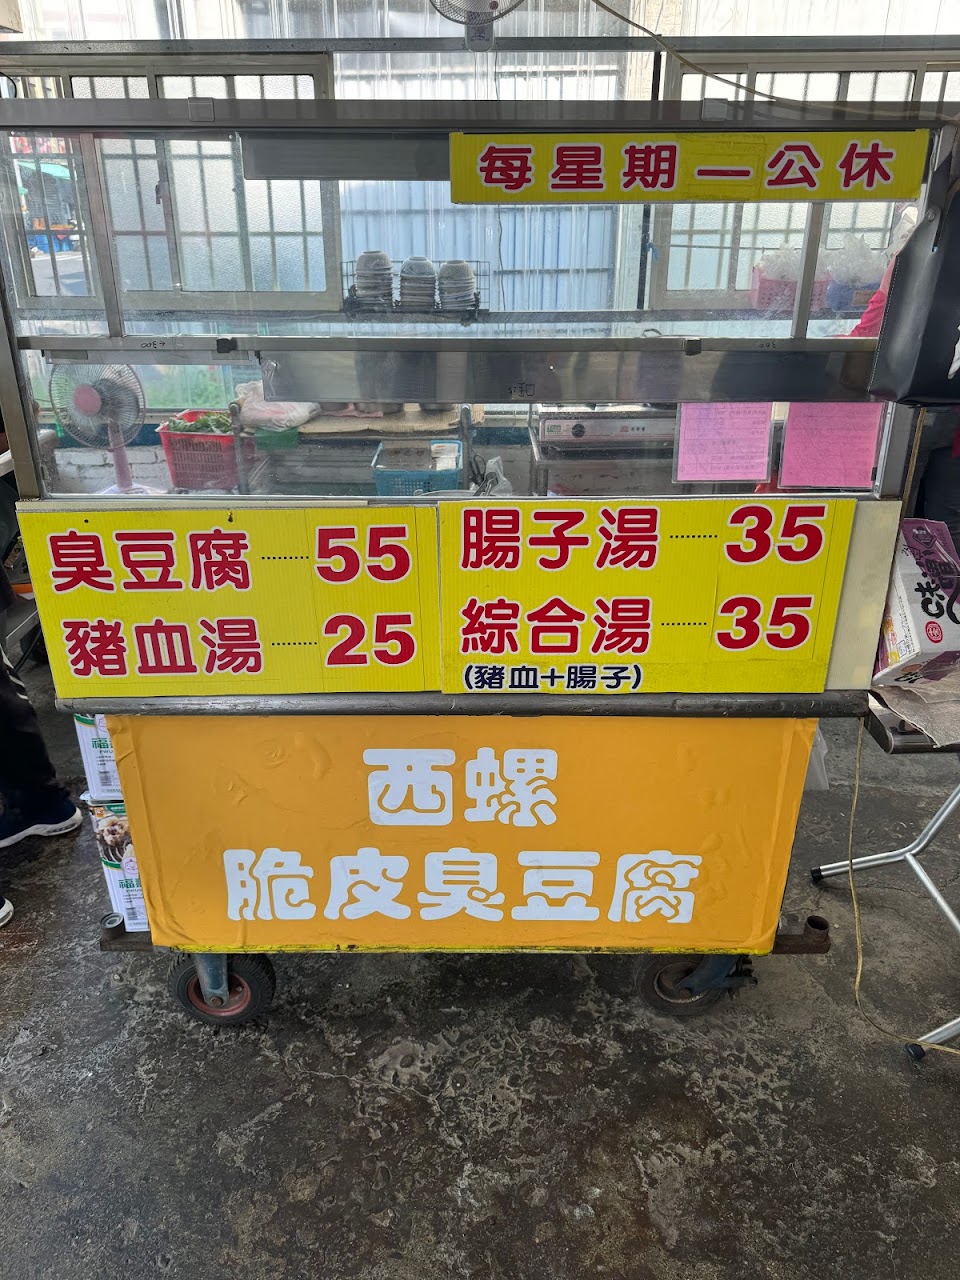 每星期一公休
臭豆腐……55
豬血湯……25
腸子湯……35
綜合湯……35
(豬血+腸子)
西螺
脆皮臭豆腐